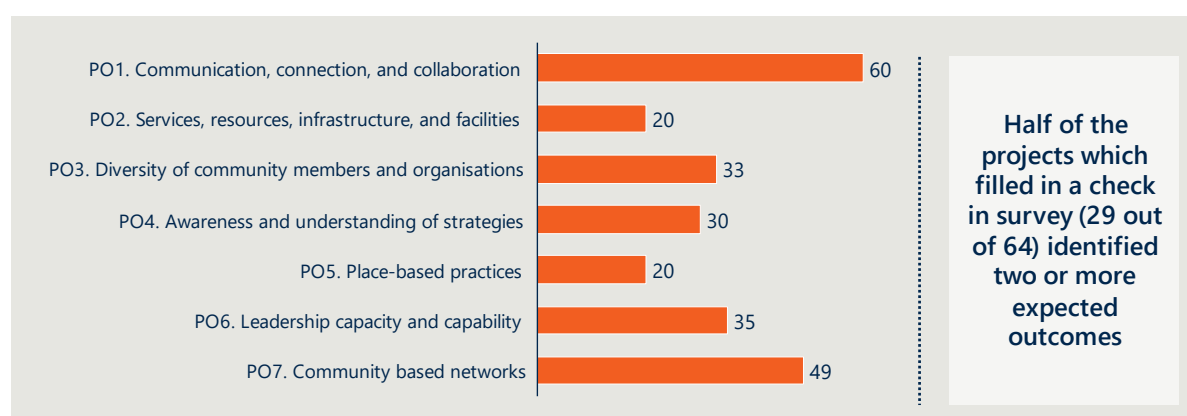 PO1. Communication, connection, and collaboration 60
PO2. Services, resources, infrastructure, and facilities 20
PO3. Diversity of community members and organisations 33
PO4. Awareness and understanding of strategies 30
PO5. Place-based practices 20
PO6. Leadership capacity and capability 35
PO7. Community based networks 49
Half of the
projects which
filled in a check
in survey (29 out
of 64) identified
two or more
expected
outcomes